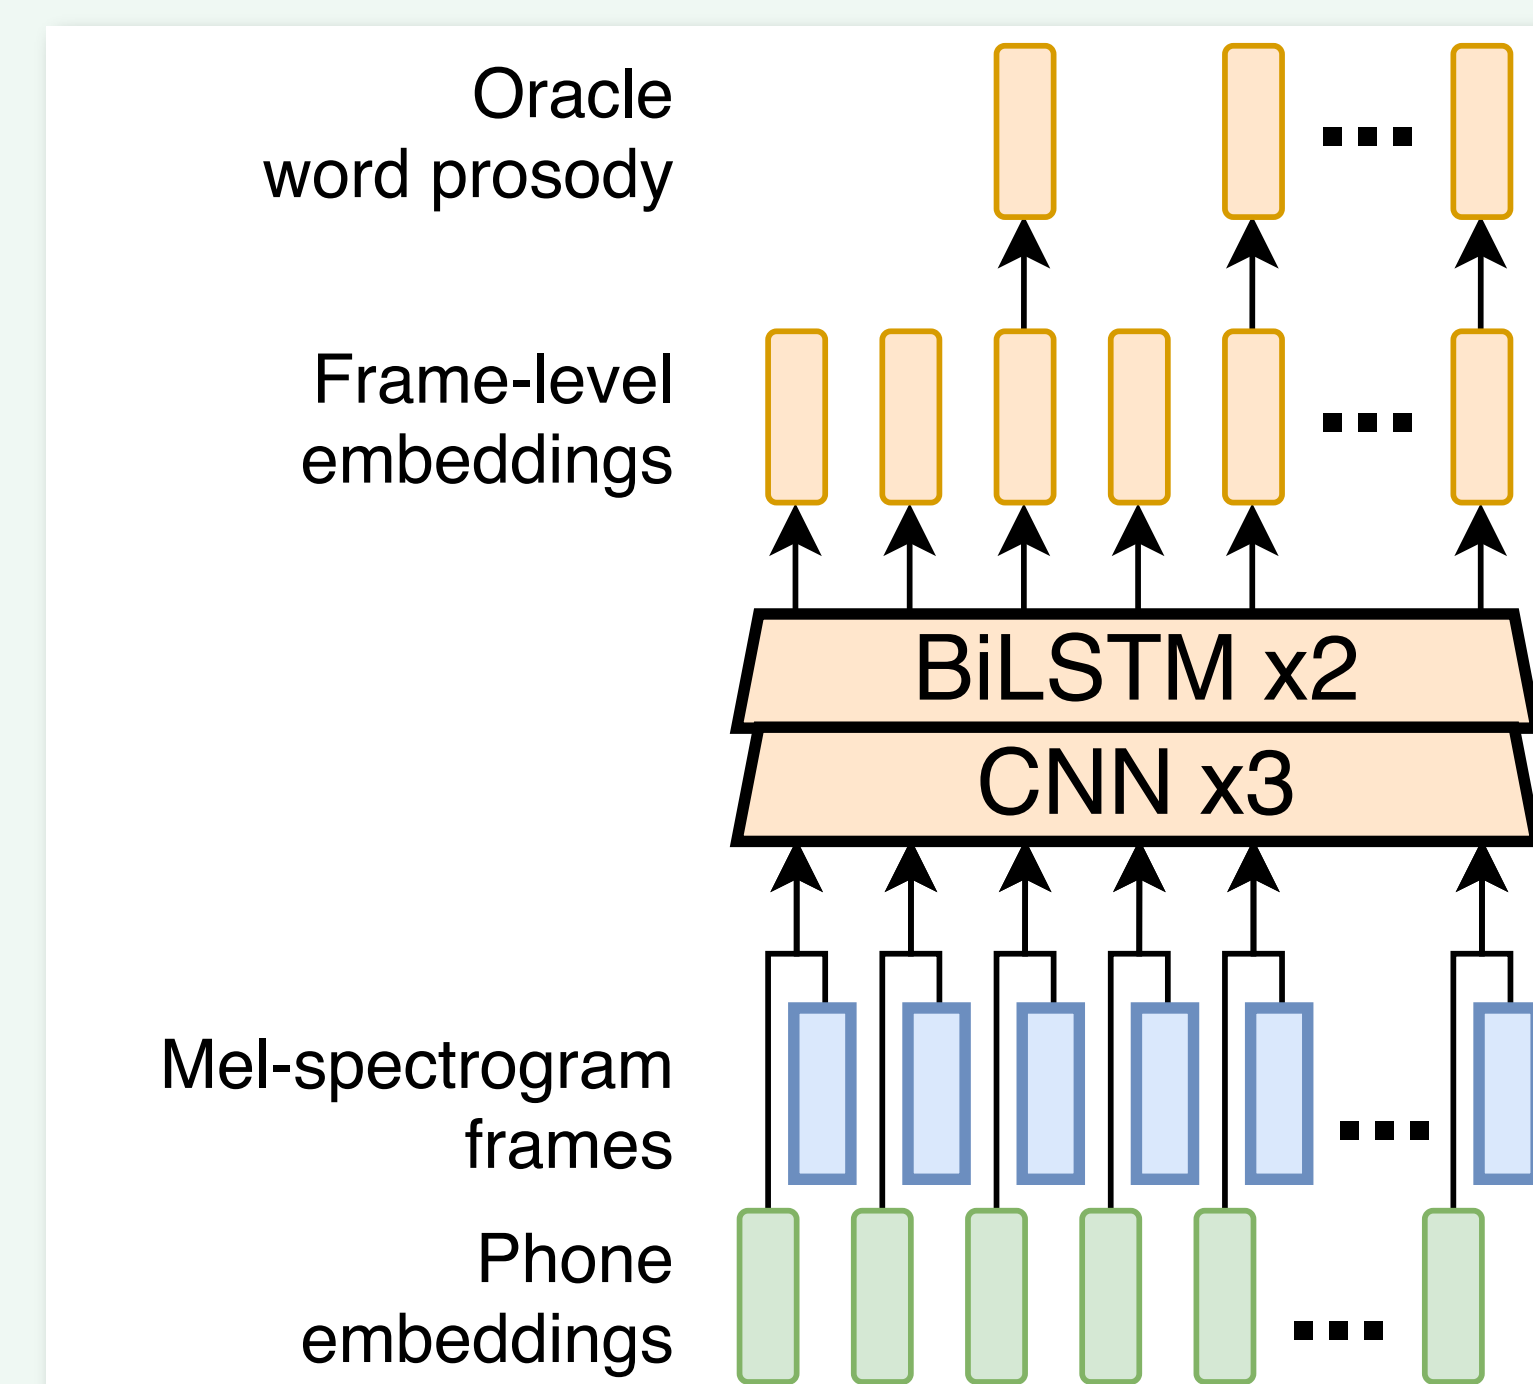 Oracle
word prosody
Frame-level
embeddings
BiLSTM x2
CNN x3
Mel-spectrogram
frames
Phone
embeddings